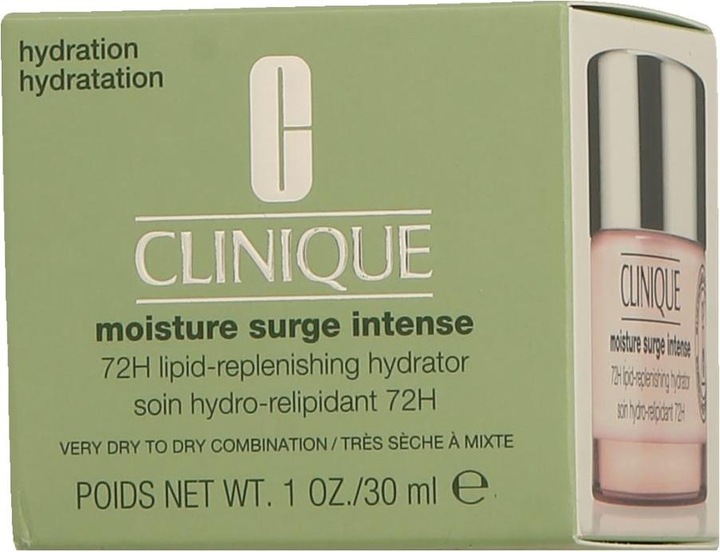 hydration
hydratation
C
CLINIQUE
moisture surge intense
72H lipid-replenishing hydrator
soin hydro-relipidant 72H
VERY DRY TO DRY COMBINATION / TRÈS SÈCHE À MIXTE
POIDS NET WT. 1 OZ./30 ml ℮
CLINIQUE
moisture surge intense
72H lipid-replenishing hydrator
soin hydro-relipidant 72H